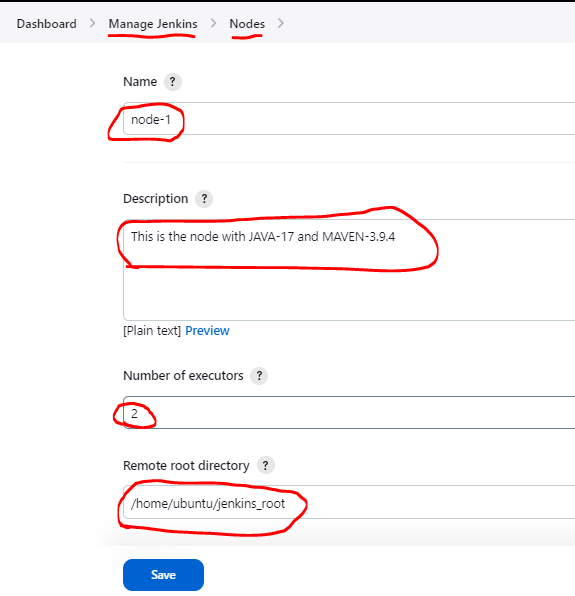 Dashboard > Manage Jenkins > Nodes >
Name ?
node-1
Description ?
This is the node with JAVA-17 and MAVEN-3.9.4
[Plain text] Preview
Number of executors ?
2
Remote root directory ?
/home/ubuntu/jenkins_root
Save